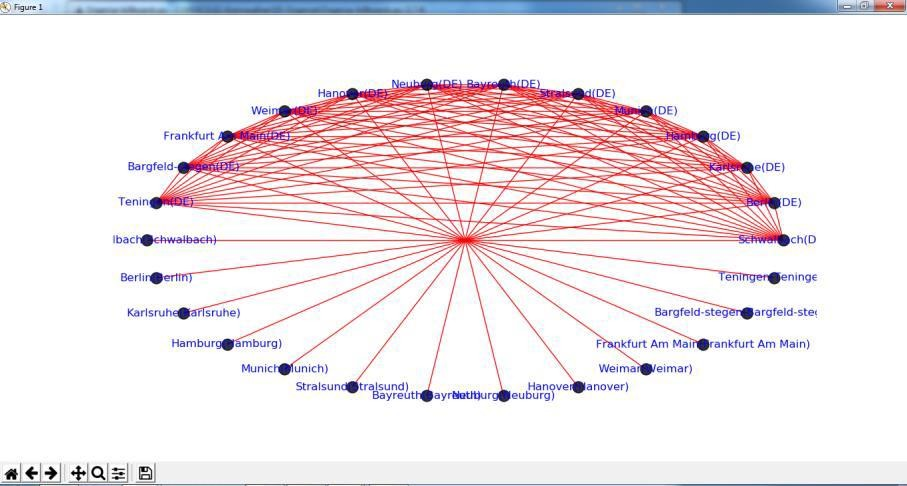 Figure 1
Neuburg(DE) Bayreuth(DE)
Hanover(DE) Stralsund(DE)
Weimar(DE) Munich(DE)
Frankfurt Am Main(DE) Hamburg(DE)
Bargfeld-stegen(DE) Karlsruhe(DE)
Teningen(DE) Berlin(DE)
lbach(Schwalbach) Schwalbach(D
Berlin(Berlin) Teningen(Teninge
Karlsruhe(Karlsruhe) Bargfeld-stegen(Bargfeld-steg
Hamburg(Hamburg) Frankfurt Am Main(Frankfurt Am Main)
Munich(Munich) Weimar(Weimar)
Stralsund(Stralsund) Hanover(Hanover)
Bayreuth(Bayreuth) Neuburg(Neuburg)